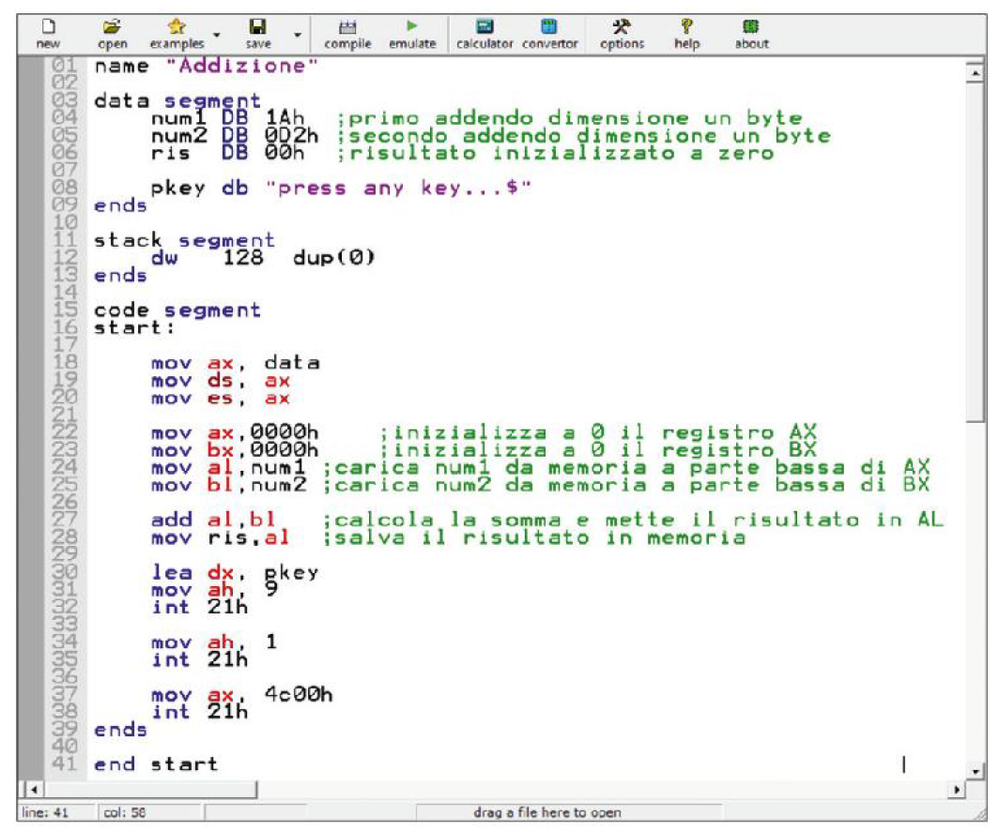 new open examples save compile emulate calculator convertor options help about
01 name "Addizione"
02
03 data segment
04 num1 DB 1Ah ;primo addendo dimensione un byte
05 num2 DB 0D2h ;secondo addendo dimensione un byte
06 ris DB 00h ;risultato inizializzato a zero
07
08 pkey db "press any key...$"
09 ends
10
11 stack segment
12 dw 128 dup(0)
13 ends
14
15 code segment
16 start:
17
18 mov ax, data
19 mov ds, ax
20 mov es, ax
21
22 mov ax,0000h ;inizializza a 0 il registro AX
23 mov bx,0000h ;inizializza a 0 il registro BX
24 mov al,num1 ;carica num1 da memoria a parte bassa di AX
25 mov bl,num2 ;carica num2 da memoria a parte bassa di BX
26
27 add al,bl ;calcola la somma e mette il risultato in AL
28 mov ris,al ;salva il risultato in memoria
29
30 lea dx, pkey
31 mov ah, 9
32 int 21h
33
34 mov ah, 1
35 int 21h
36
37 mov ax, 4c00h
38 int 21h
39 ends
40
41 end start
line: 41 col: 58 drag a file here to open